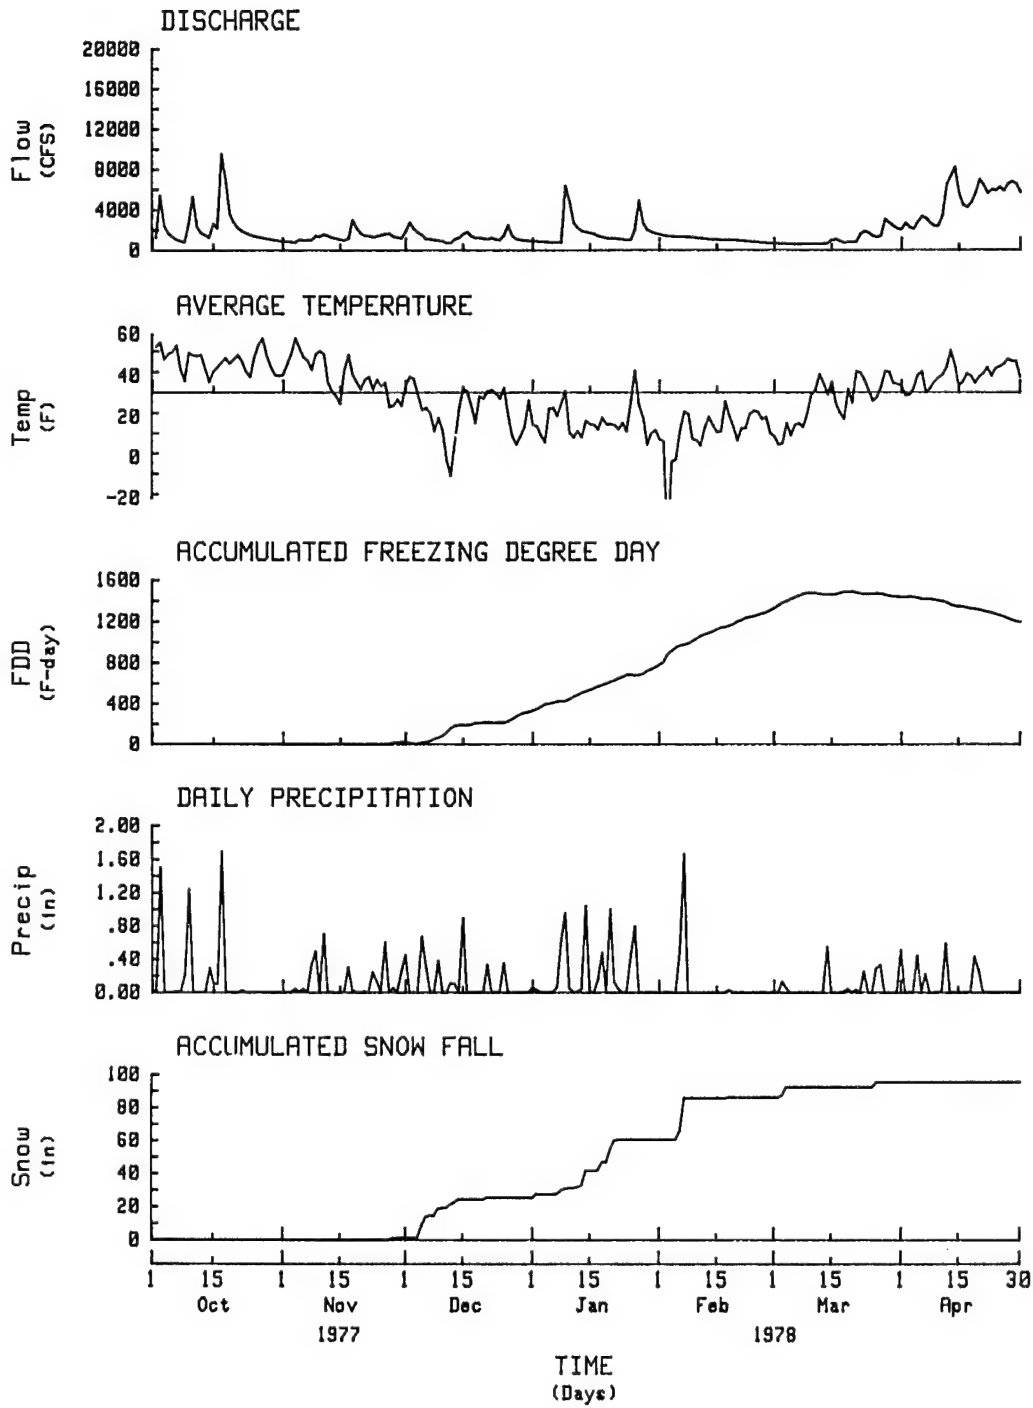 DISCHARGE
20000
16000
12000
8000
4000
0
Flow
(CFS)
AVERAGE TEMPERATURE
60
40
20
0
-20
Temp
(F)
ACCUMULATED FREEZING DEGREE DAY
1600
1200
800
400
0
FDD
(F-day)
DAILY PRECIPITATION
2.00
1.60
1.20
.80
.40
0.00
Precip
(in)
ACCUMULATED SNOW FALL
100
80
60
40
20
0
Snow
(in)
1 15 1 15 1 15 1 15 1 15 1 15 1 15 30
Oct Nov Dec Jan Feb Mar Apr
1977 1978
TIME
(Days)